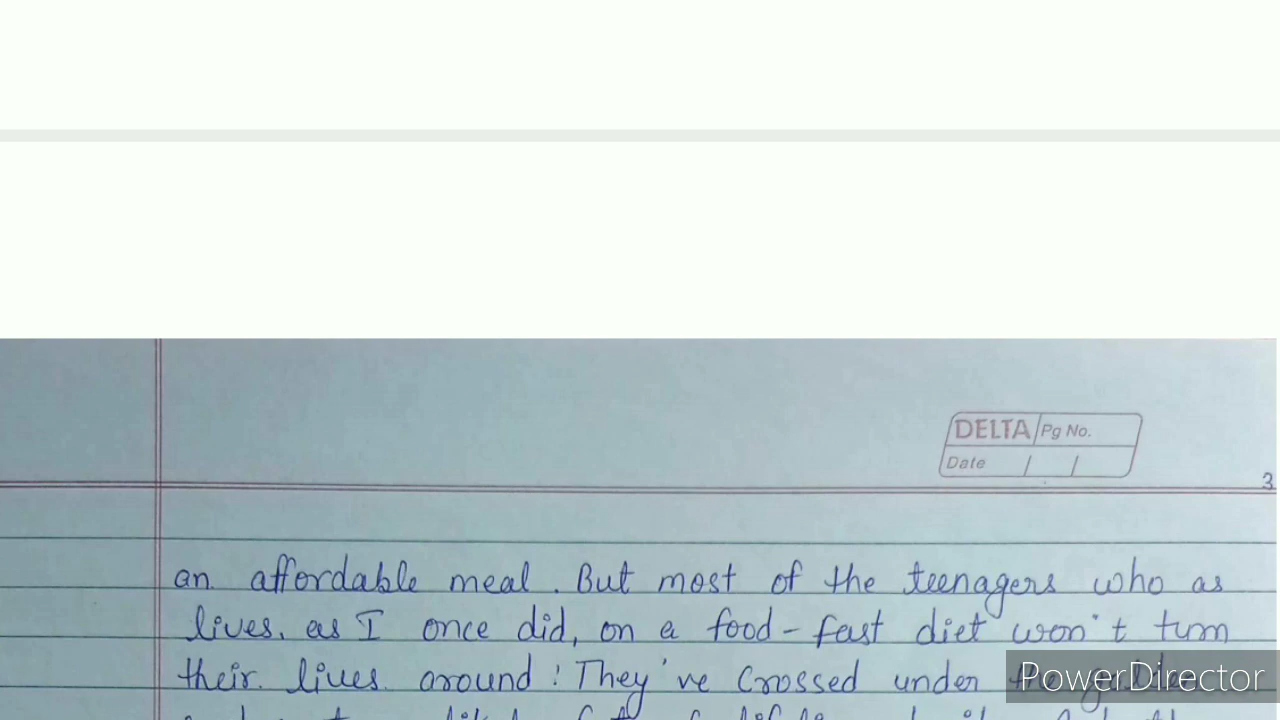 DELTA Pg No.
Date / /
3
an affordable meal. But most of the teenagers who as
lives. as I once did, on a food-fast diet won't turn
their lives around : They've crossed under the
PowerDirector